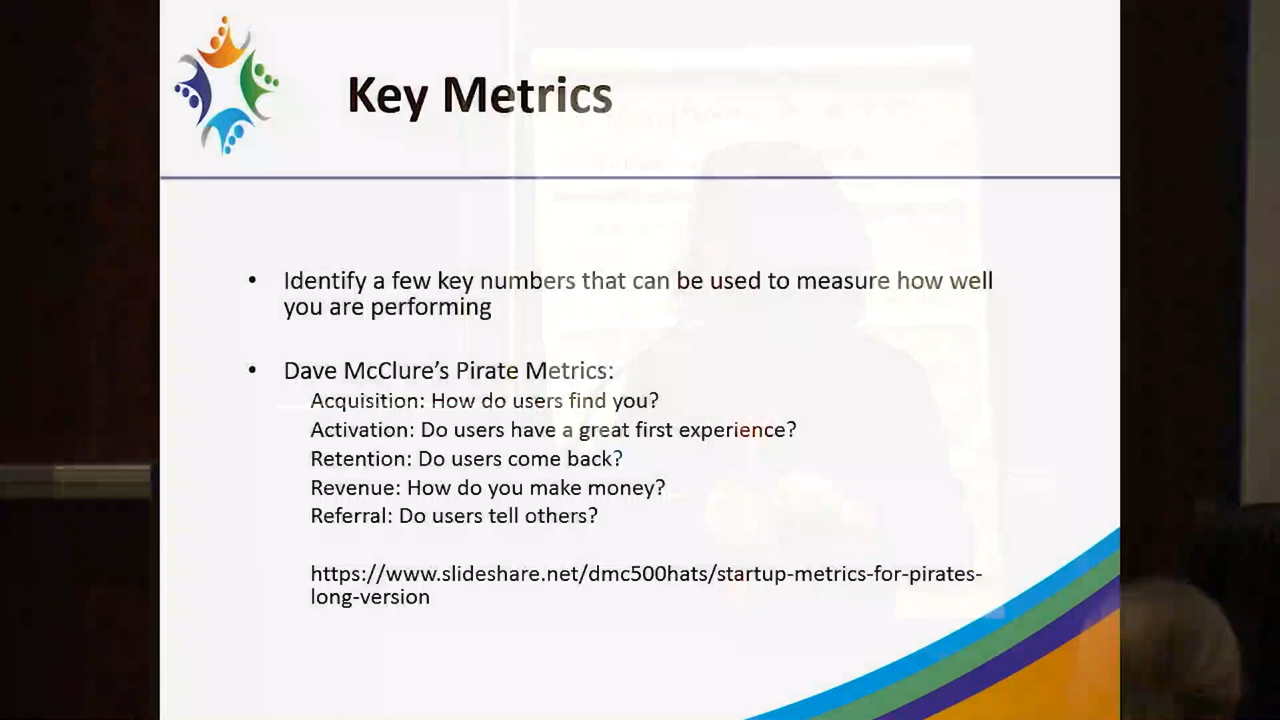 Key Metrics
• Identify a few key numbers that can be used to measure how well
you are performing
• Dave McClure’s Pirate Metrics:
Acquisition: How do users find you?
Activation: Do users have a great first experience?
Retention: Do users come back?
Revenue: How do you make money?
Referral: Do users tell others?
https://www.slideshare.net/dmc500hats/startup-metrics-for-pirates-
long-version